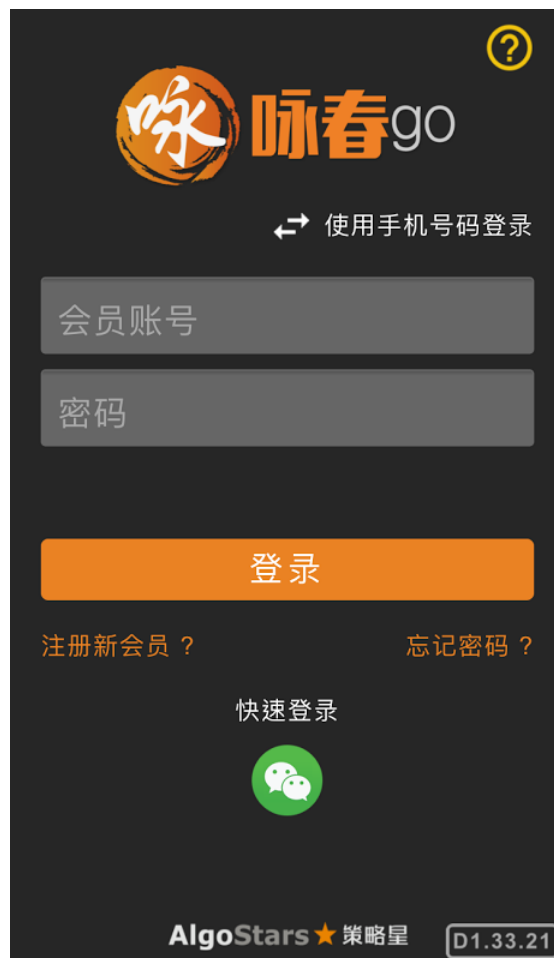 ?
咏 咏春go
使用手机号码登录
会员账号
密码
登录
注册新会员 ?
忘记密码 ?
快速登录
AlgoStars★策略星
D1.33.21